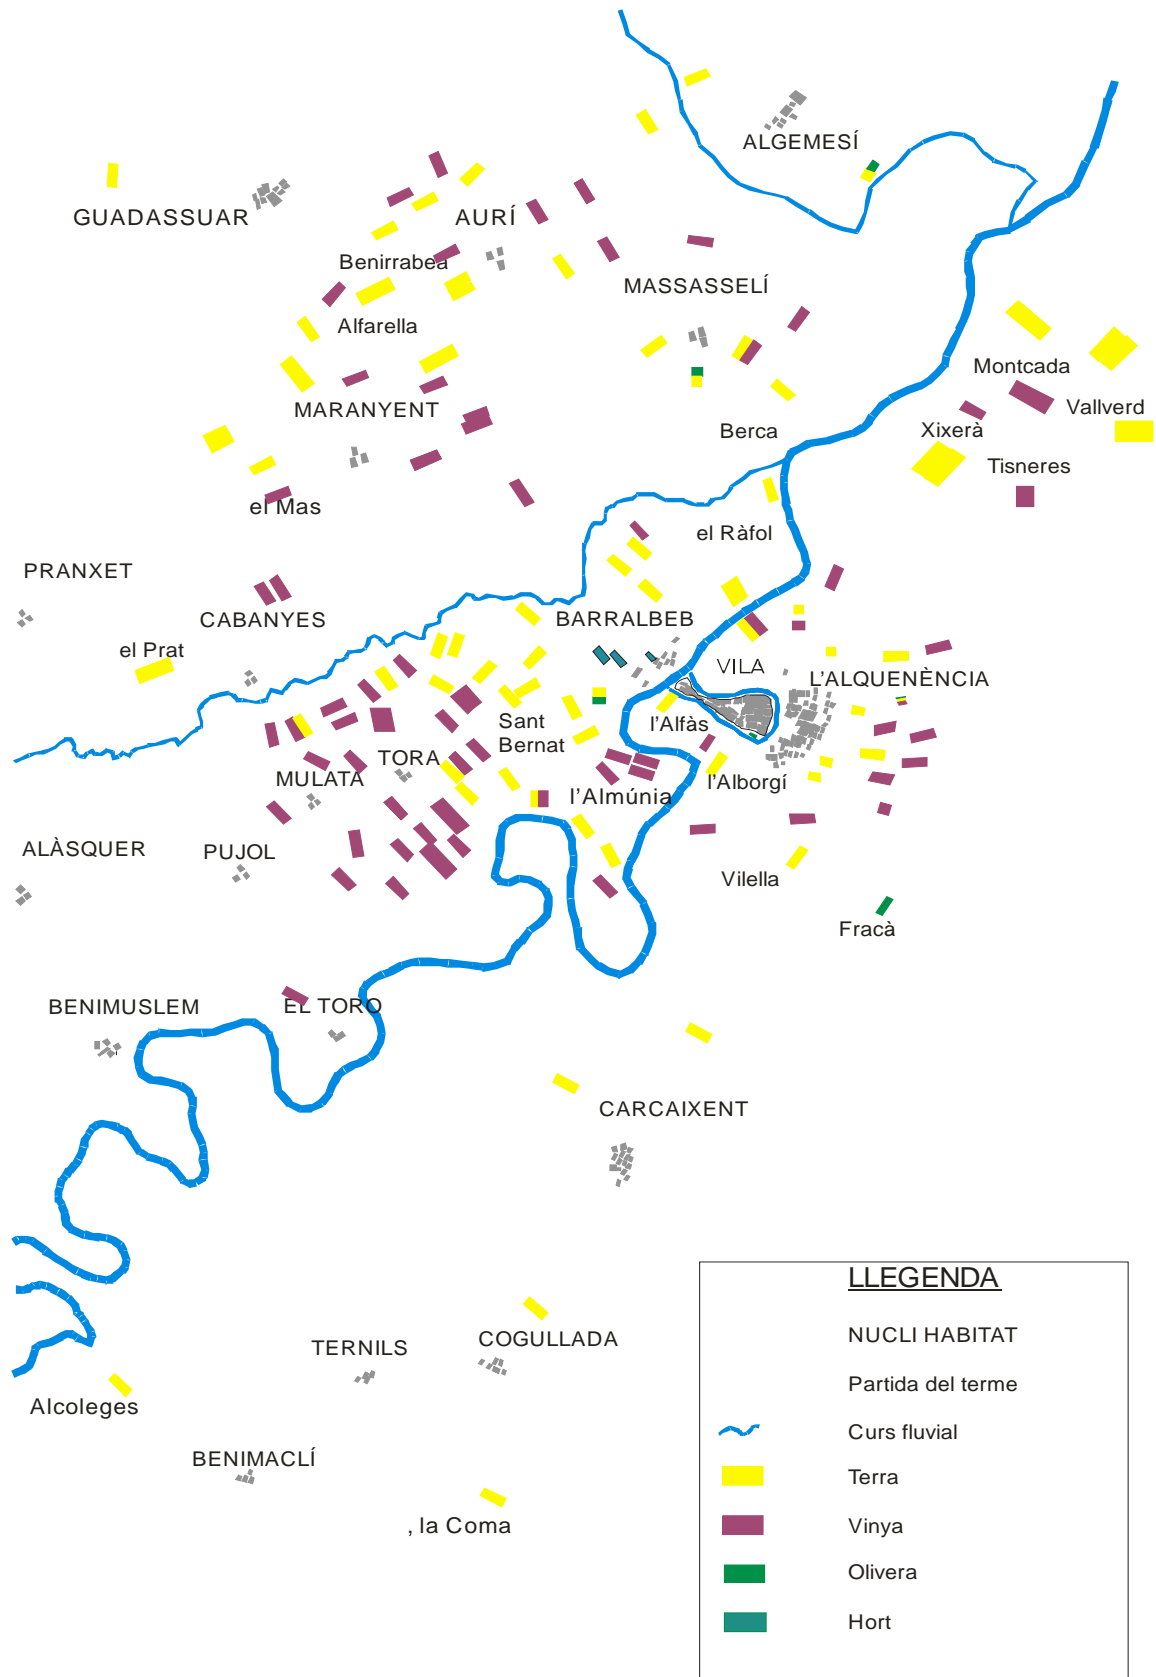 ALGEMESÍ
GUADASSUAR
AURÍ
Benirrabea
MASSASSELÍ
Alfarella
Montcada
MARANYENT
Vallverd
Berca
Xixerà
Tisneres
el Mas
el Ràfol
PRANXET
CABANYES
BARRALBEB
el Prat
VILA
L'ALQUENÈNCIA
Sant
Bernat
l'Alfàs
TORA
MULATA
l'Almúnia
l'Alborgí
ALÀSQUER
PUJOL
Vilella
Fracà
BENIMUSLEM
EL TORO
CARCAIXENT
TERNILS
COGULLADA
Alcoleges
BENIMACLÍ
, la Coma
LLEGENDA
NUCLI HABITAT
Partida del terme
Curs fluvial
Terra
Vinya
Olivera
Hort